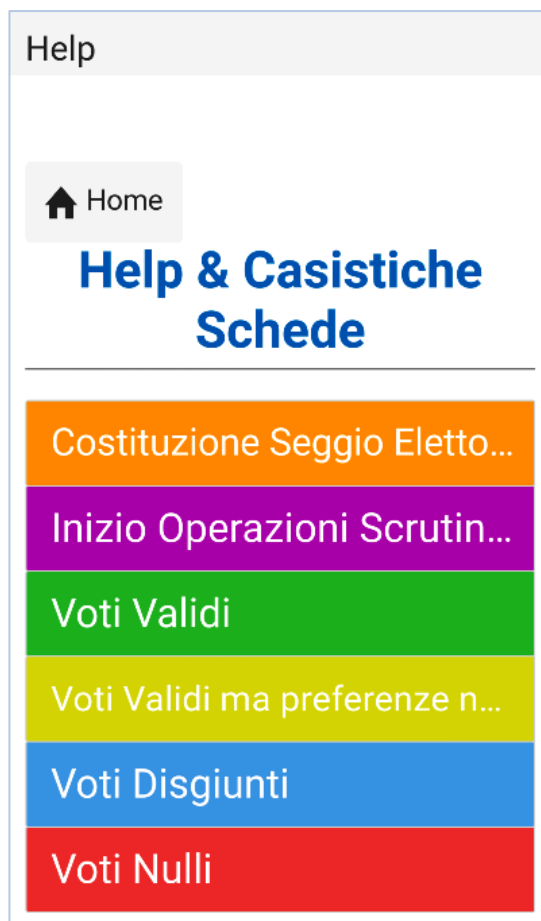 Help
Home
Help & Casistiche
Schede
Costituzione Seggio Eletto...
Inizio Operazioni Scrutin...
Voti Validi
Voti Validi ma preferenze n...
Voti Disgiunti
Voti Nulli